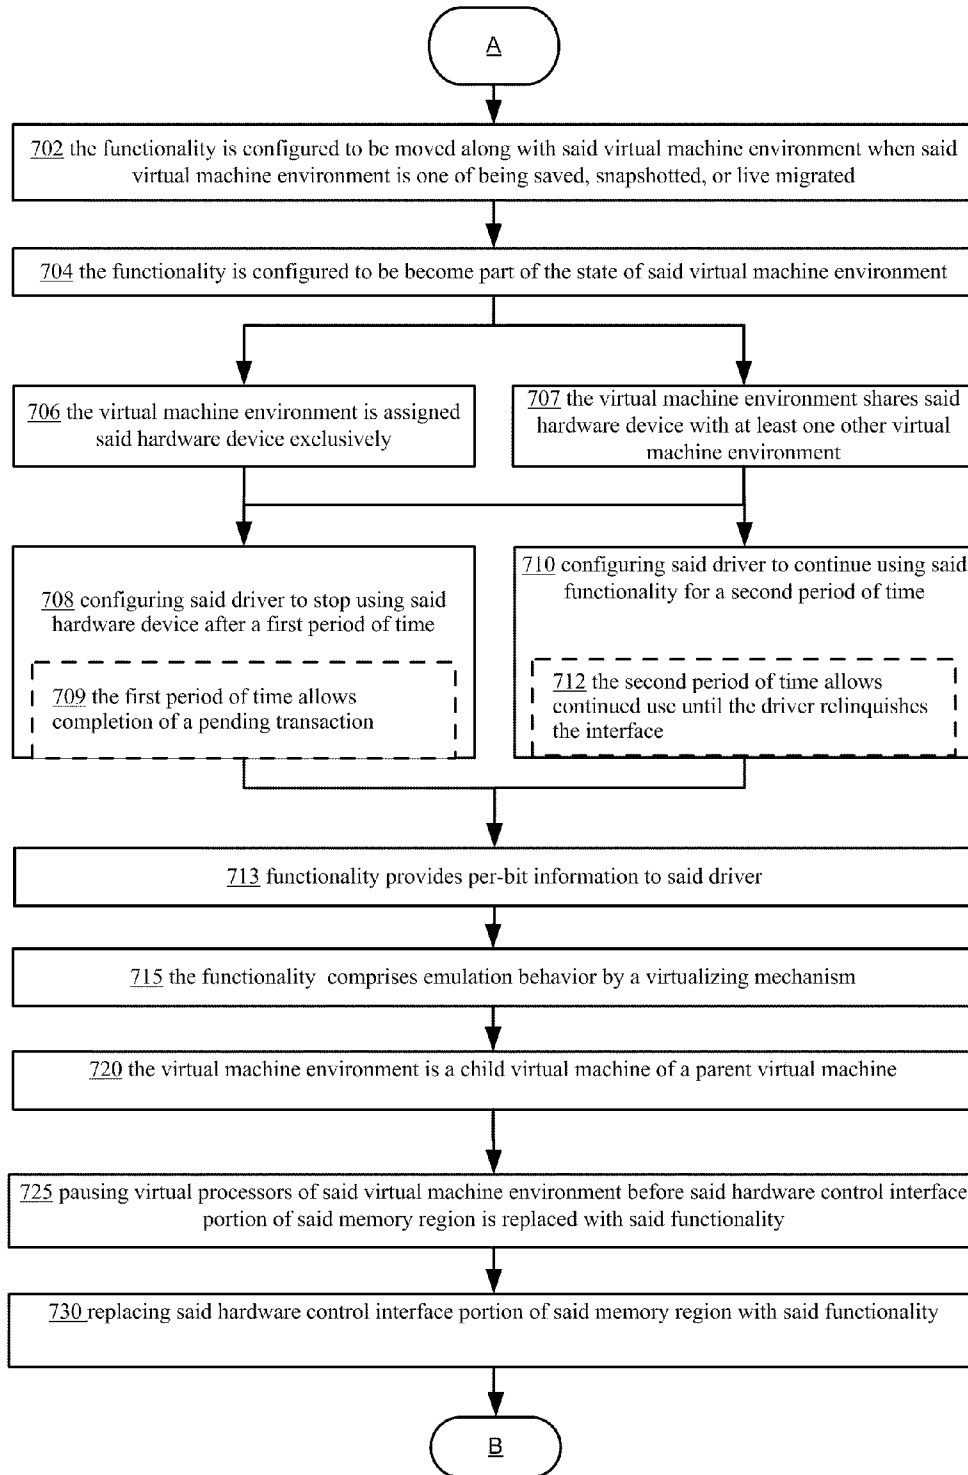 A
702 the functionality is configured to be moved along with said virtual machine environment when said
virtual machine environment is one of being saved, snapshotted, or live migrated
704 the functionality is configured to be become part of the state of said virtual machine environment
706 the virtual machine environment is assigned
said hardware device exclusively
707 the virtual machine environment shares said
hardware device with at least one other virtual
machine environment
708 configuring said driver to stop using said
hardware device after a first period of time
709 the first period of time allows
completion of a pending transaction
710 configuring said driver to continue using said
functionality for a second period of time
712 the second period of time allows
continued use until the driver relinquishes
the interface
713 functionality provides per-bit information to said driver
715 the functionality comprises emulation behavior by a virtualizing mechanism
720 the virtual machine environment is a child virtual machine of a parent virtual machine
725 pausing virtual processors of said virtual machine environment before said hardware control interface
portion of said memory region is replaced with said functionality
730 replacing said hardware control interface portion of said memory region with said functionality
B